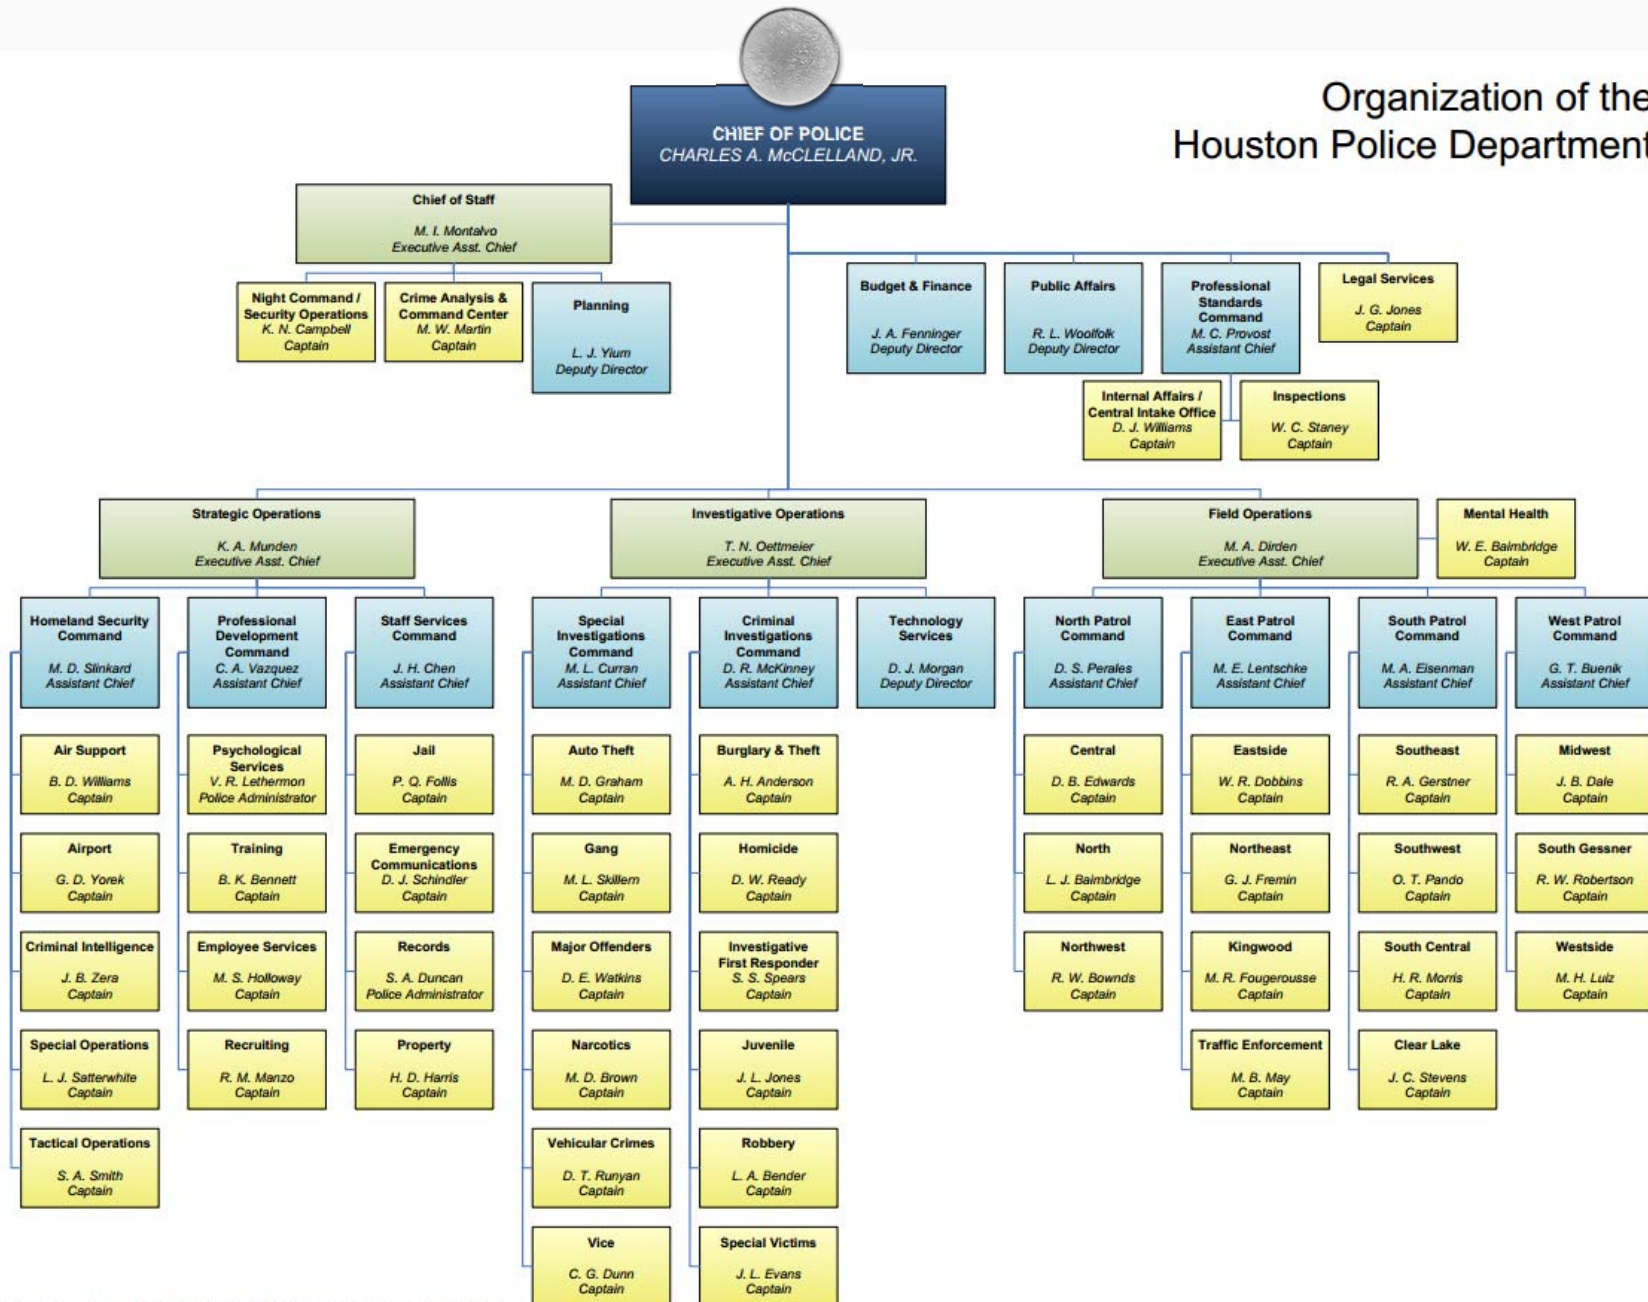 Organization of the
Houston Police Department
CHIEF OF POLICE
CHARLES A. McCLELLAND, JR.
Chief of Staff
M. I. Montalvo
Executive Asst. Chief
Night Command /
Security Operations
K. N. Campbell
Captain
Crime Analysis &
Command Center
M. W. Martin
Captain
Planning
L. J. Yium
Deputy Director
Budget & Finance
J. A. Fenninger
Deputy Director
Public Affairs
R. L. Woolfolk
Deputy Director
Professional
Standards
Command
M. C. Provost
Assistant Chief
Legal Services
J. G. Jones
Captain
Internal Affairs /
Central Intake Office
D. J. Williams
Captain
Inspections
W. C. Staney
Captain
Strategic Operations
K. A. Munden
Executive Asst. Chief
Investigative Operations
T. N. Oettmeier
Executive Asst. Chief
Field Operations
M. A. Dirden
Executive Asst. Chief
Mental Health
W. E. Baimbridge
Captain
Homeland Security
Command
M. D. Slinkard
Assistant Chief
Professional
Development
Command
C. A. Vazquez
Assistant Chief
Staff Services
Command
J. H. Chen
Assistant Chief
Special
Investigations
Command
M. L. Curran
Assistant Chief
Criminal
Investigations
Command
D. R. McKinney
Assistant Chief
Technology
Services
D. J. Morgan
Deputy Director
North Patrol
Command
D. S. Perales
Assistant Chief
East Patrol
Command
M. E. Lentschke
Assistant Chief
South Patrol
Command
M. A. Eisenman
Assistant Chief
West Patrol
Command
G. T. Buenik
Assistant Chief
Air Support
B. D. Williams
Captain
Psychological
Services
V. R. Lethermon
Police Administrator
Jail
P. Q. Follis
Captain
Auto Theft
M. D. Graham
Captain
Burglary & Theft
A. H. Anderson
Captain
Central
D. B. Edwards
Captain
Eastside
W. R. Dobbins
Captain
Southeast
R. A. Gerstner
Captain
Midwest
J. B. Dale
Captain
Airport
G. D. Yorek
Captain
Training
B. K. Bennett
Captain
Emergency
Communications
D. J. Schindler
Captain
Gang
M. L. Skillern
Captain
Homicide
D. W. Ready
Captain
North
L. J. Baimbridge
Captain
Northeast
G. J. Fremin
Captain
Southwest
O. T. Pando
Captain
South Gessner
R. W. Robertson
Captain
Criminal Intelligence
J. B. Zera
Captain
Employee Services
M. S. Holloway
Captain
Records
S. A. Duncan
Police Administrator
Major Offenders
D. E. Watkins
Captain
Investigative
First Responder
S. S. Spears
Captain
Northwest
R. W. Bownds
Captain
Kingwood
M. R. Fougerousse
Captain
South Central
H. R. Morris
Captain
Westside
M. H. Luiz
Captain
Special Operations
L. J. Satterwhite
Captain
Recruiting
R. M. Manzo
Captain
Property
H. D. Harris
Captain
Narcotics
M. D. Brown
Captain
Juvenile
J. L. Jones
Captain
Traffic Enforcement
M. B. May
Captain
Clear Lake
J. C. Stevens
Captain
Tactical Operations
S. A. Smith
Captain
Vehicular Crimes
D. T. Runyan
Captain
Robbery
L. A. Bender
Captain
Vice
C. G. Dunn
Captain
Special Victims
J. L. Evans
Captain